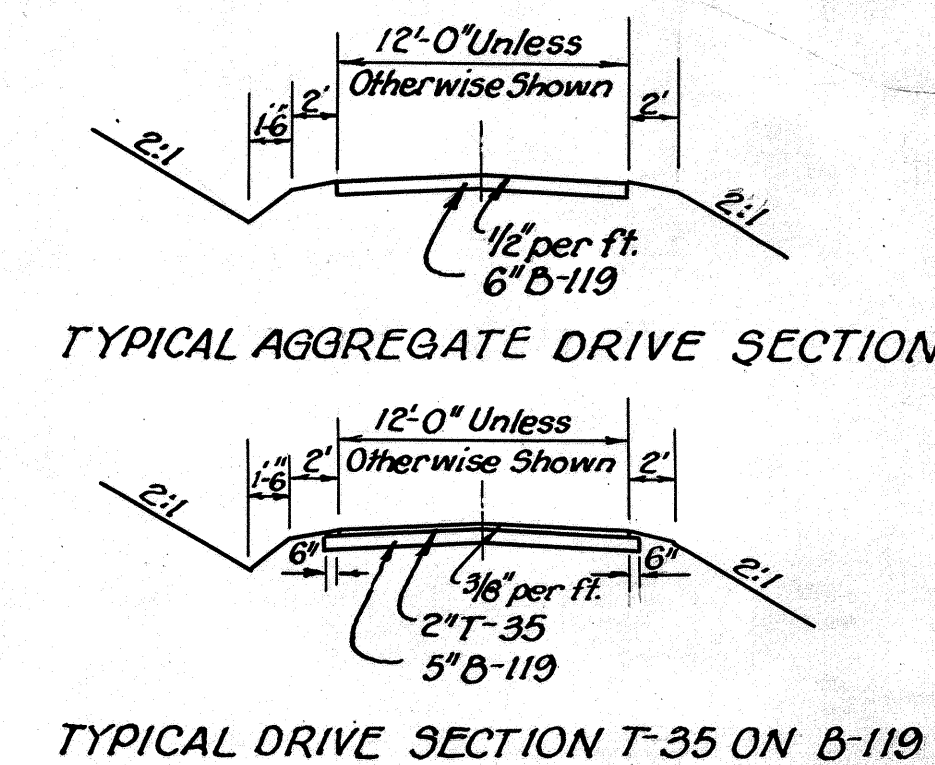 12'-0" Unless
Otherwise Shown
2'
1'-6"
2'
2:1
2:1
1/2" per ft.
6" B-119
TYPICAL AGGREGATE DRIVE SECTION
12'-0" Unless
Otherwise Shown
2'
1'-6"
2'
2:1
6"
6"
2:1
3/8" per ft.
2" T-35
5" B-119
TYPICAL DRIVE SECTION T-35 ON B-119